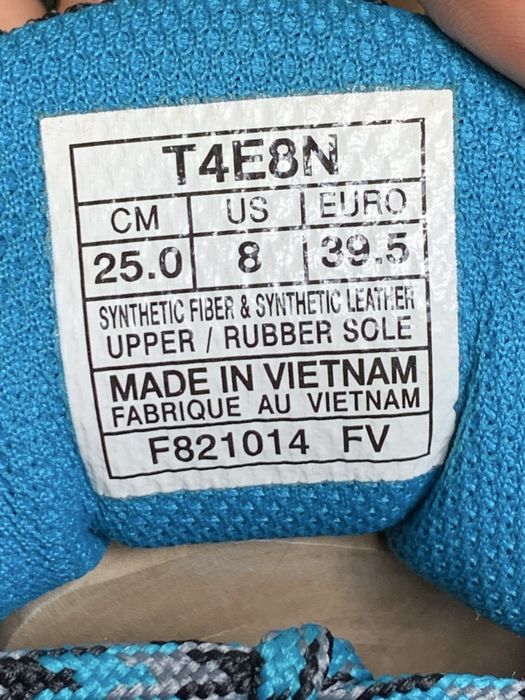 T4E8N
CM US EURO
25.0 8 39.5
SYNTHETIC FIBER & SYNTHETIC LEATHER
UPPER / RUBBER SOLE
MADE IN VIETNAM
FABRIQUE AU VIETNAM
F821014 FV